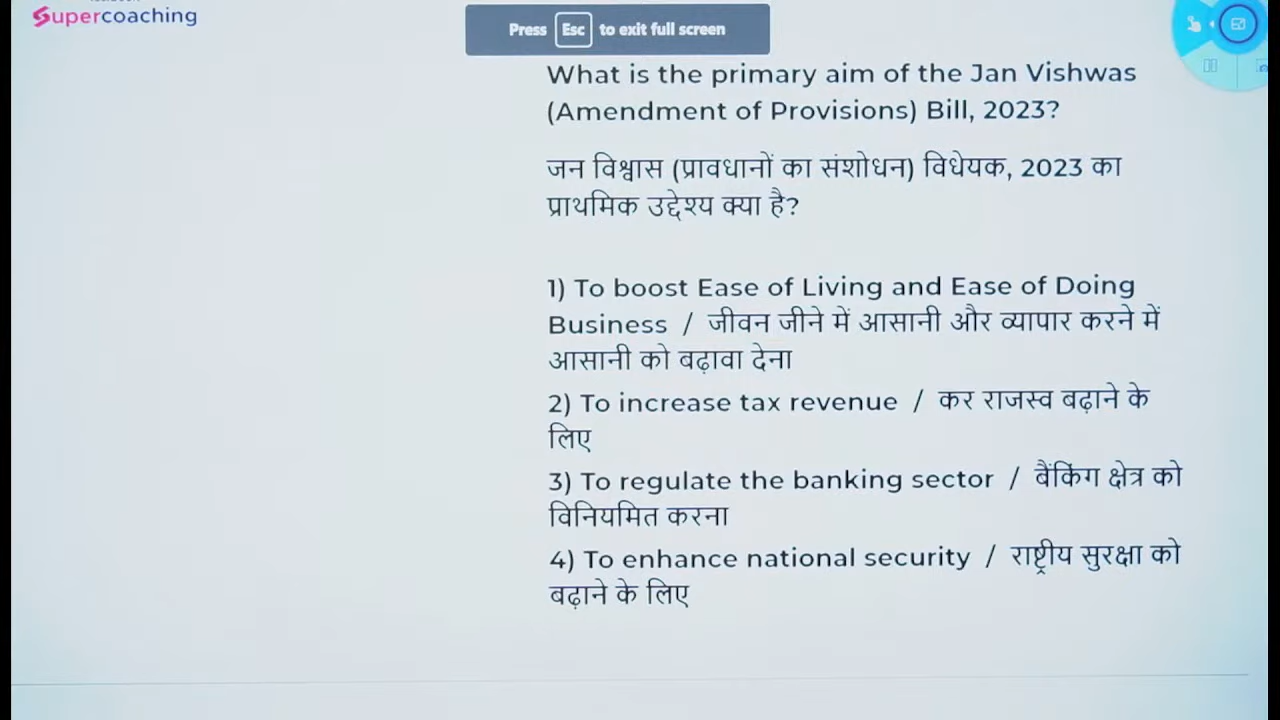 Supercoaching
Press Esc to exit full screen
What is the primary aim of the Jan Vishwas
(Amendment of Provisions) Bill, 2023?
जन विश्वास (प्रावधानों का संशोधन) विधेयक, 2023 का
प्राथमिक उद्देश्य क्या है?
1) To boost Ease of Living and Ease of Doing
Business / जीवन जीने में आसानी और व्यापार करने में
आसानी को बढ़ावा देना
2) To increase tax revenue / कर राजस्व बढ़ाने के
लिए
3) To regulate the banking sector / बैंकिंग क्षेत्र को
विनियमित करना
4) To enhance national security / राष्ट्रीय सुरक्षा को
बढ़ाने के लिए